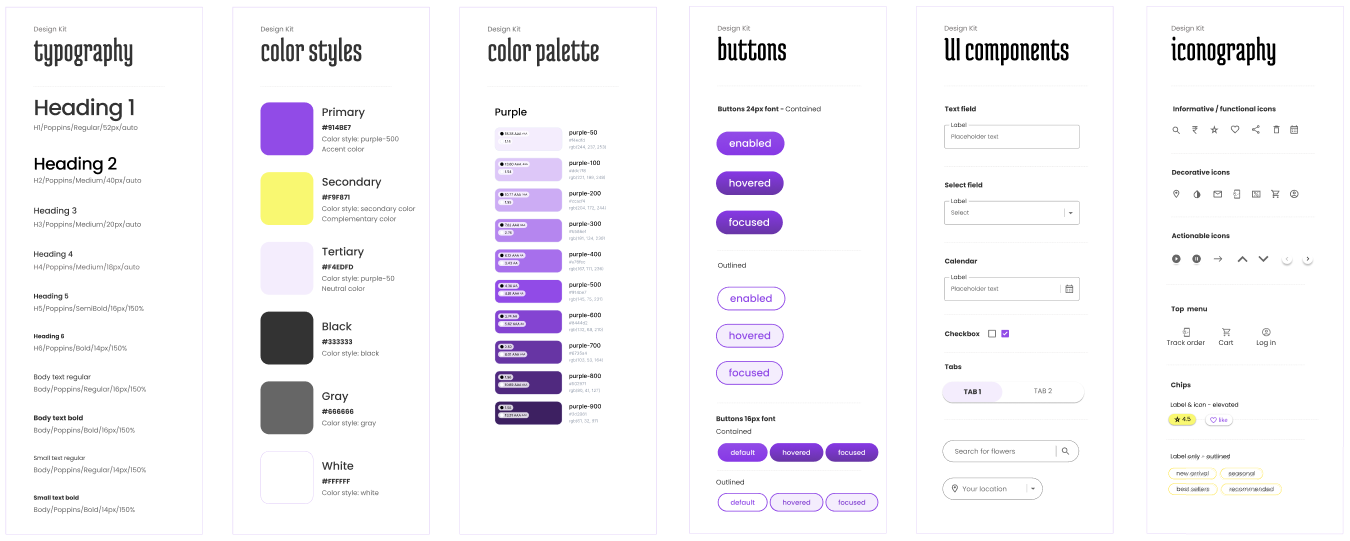 Design Kit
typography
Heading 1
H1/Poppins/Regular/52px/auto
Heading 2
H2/Poppins/Medium/40px/auto
Heading 3
H3/Poppins/Medium/20px/auto
Heading 4
H4/Poppins/Medium/18px/auto
Heading 5
H5/Poppins/SemiBold/16px/150%
Heading 6
H6/Poppins/Bold/14px/150%
Body text regular
Body/Poppins/Regular/16px/150%
Body text bold
Body/Poppins/Bold/16px/150%
Small text regular
Body/Poppins/Regular/14px/150%
Small text bold
Body/Poppins/Bold/14px/150%
Design Kit
color styles
Primary
#914BE7
Color style: purple-500
Accent color
Secondary
#F9F871
Color style: secondary color
Complementary color
Tertiary
#F4EDFD
Color style: purple-50
Neutral color
Black
#333333
Color style: black
Gray
#666666
Color style: gray
White
#FFFFFF
Color style: white
Design Kit
color palette
Purple
purple-50
purple-100
purple-200
purple-300
purple-400
purple-500
purple-600
purple-700
purple-800
purple-900
Design Kit
buttons
Buttons 24px font - Contained
enabled
hovered
focused
Outlined
enabled
hovered
focused
Buttons 16px font
Contained
default hovered focused
Outlined
default hovered focused
Design Kit
UI components
Text field
Label
Placeholder text
Select field
Label
Select
Calendar
Label
Placeholder text
Checkbox
Tabs
TAB 1 TAB 2
Search for flowers
Your location
Design Kit
iconography
Informative / functional icons
Decorative icons
Actionable icons
Top menu
Track order Cart Log in
Chips
Label & icon - elevated
4.5 like
Label only - outlined
new arrival seasonal
best sellers recommended